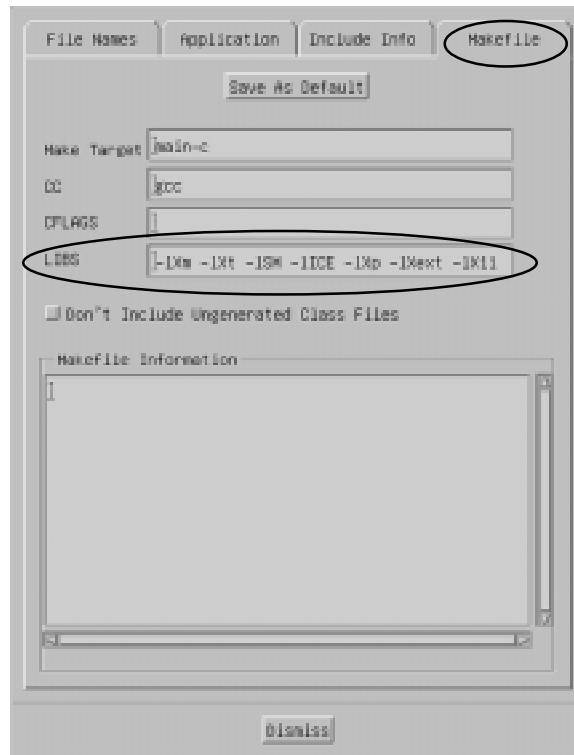 File Names Application Include Info Makefile
Save As Default
Make Target main-c
CC gcc
CFLAGS
LIBS -lXm -lXt -lSM -lICE -lXp -lXext -lX11
Don't Include Ungenerated Class Files
Makefile Information
Dismiss